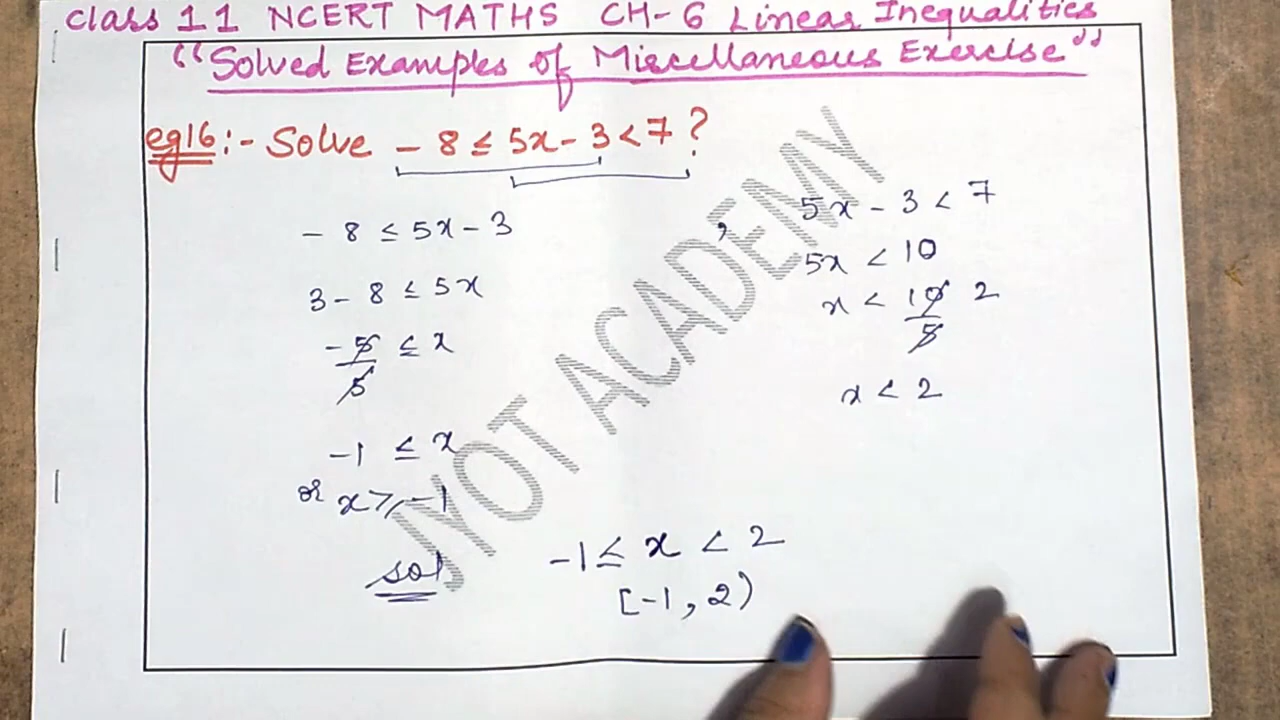 Class 11 NCERT MATHS CH-6 Linear Inequalities
"Solved Examples of Miscellaneous Exercise"
eg16:- Solve - 8 ≤ 5x - 3 < 7 ?
- 8 ≤ 5x - 3 , 5x - 3 < 7
3 - 8 ≤ 5x
5x < 10
-5/5 ≤ x
x < 10/5 2
-1 ≤ x
x < 2
or x ≥ -1
sol -1 ≤ x < 2
[-1, 2)
JYOT ACADEMY